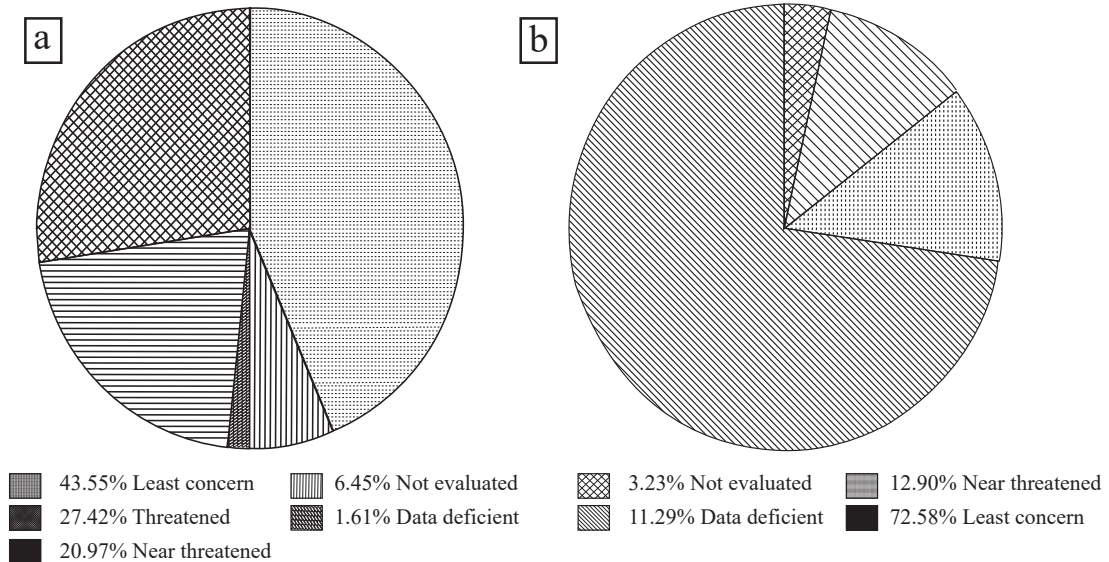 a
b
43.55% Least concern
6.45% Not evaluated
27.42% Threatened
1.61% Data deficient
20.97% Near threatened
3.23% Not evaluated
12.90% Near threatened
11.29% Data deficient
72.58% Least concern